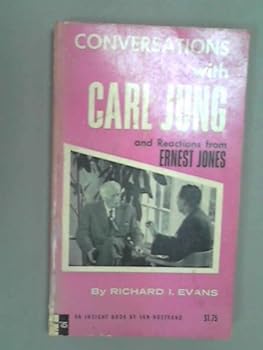 CONVERSATIONS
with
CARL JUNG
and Reactions from
ERNEST JONES
By RICHARD I. EVANS
AN INSIGHT BOOK BY VAN NOSTRAND $1.75